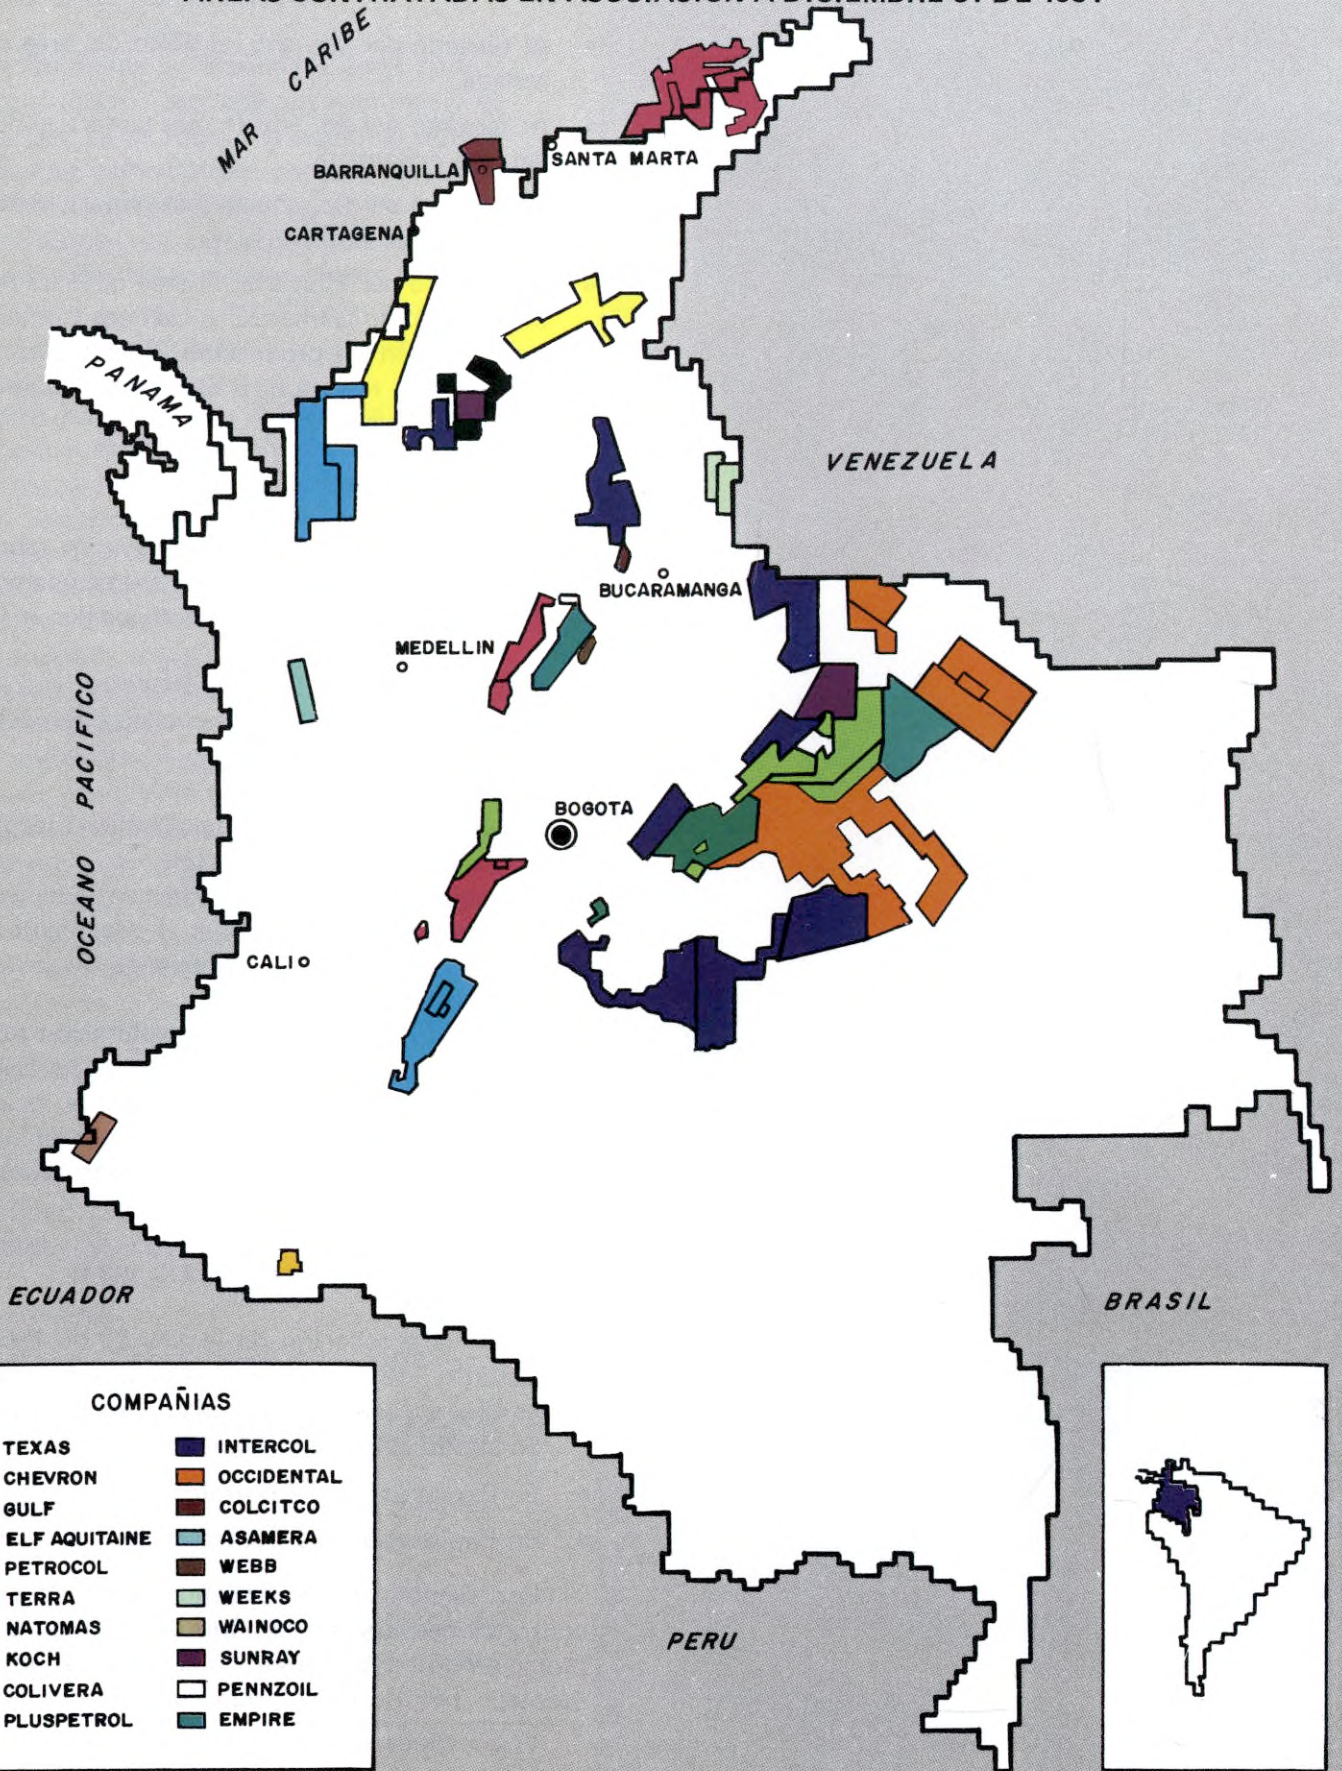 MAR CARIBE
SANTA MARTA
BARRANQUILLA
CARTAGENA
PANAMA
VENEZUELA
BUCARAMANGA
MEDELLIN
OCEANO PACIFICO
BOGOTA
CALI
ECUADOR
BRASIL
PERU
COMPAÑIAS
TEXAS
CHEVRON
GULF
ELF AQUITAINE
PETROCOL
TERRA
NATOMAS
KOCH
COLIVERA
PLUSPETROL
INTERCOL
OCCIDENTAL
COLCITCO
ASAMERA
WEBB
WEEKS
WAINOCO
SUNRAY
PENNZOIL
EMPIRE